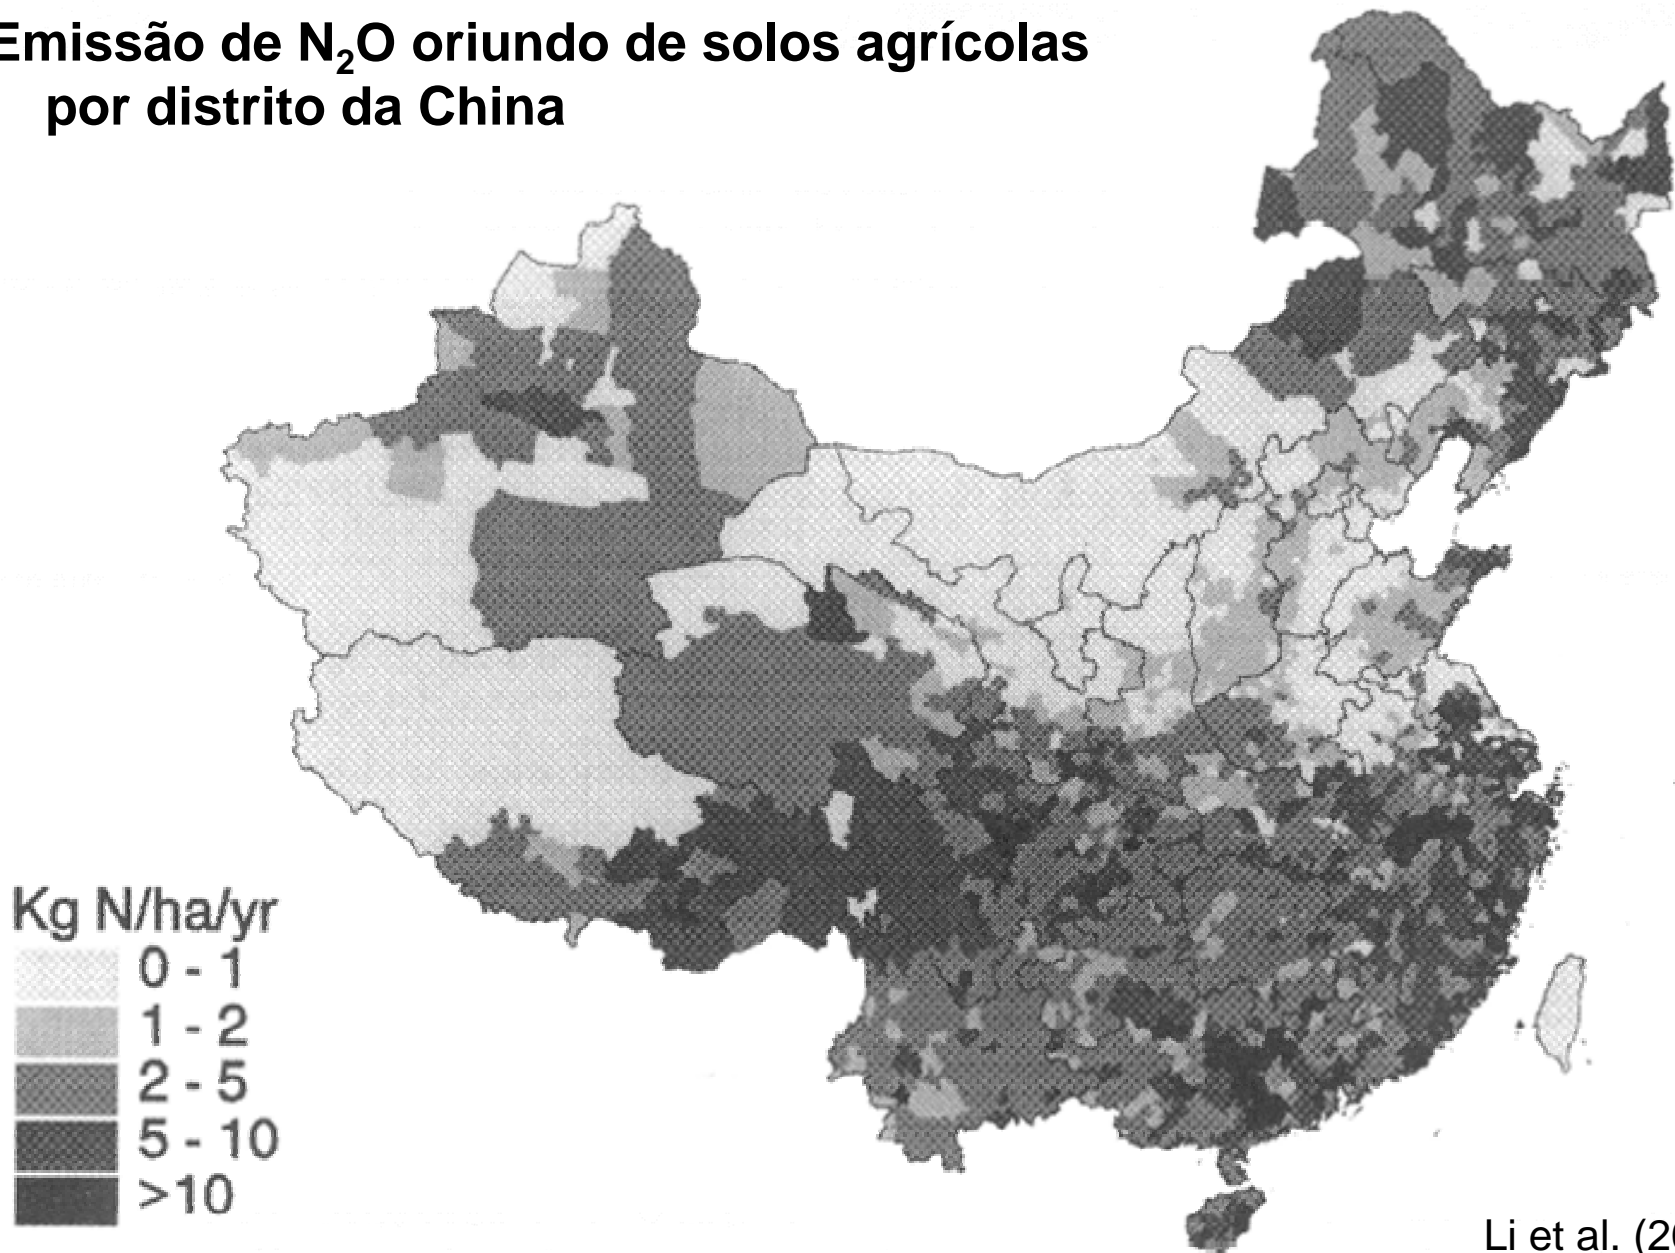 Emissão de N₂O oriundo de solos agrícolas
por distrito da China
Kg N/ha/yr
0 - 1
1 - 2
2 - 5
5 - 10
>10
Li et al.